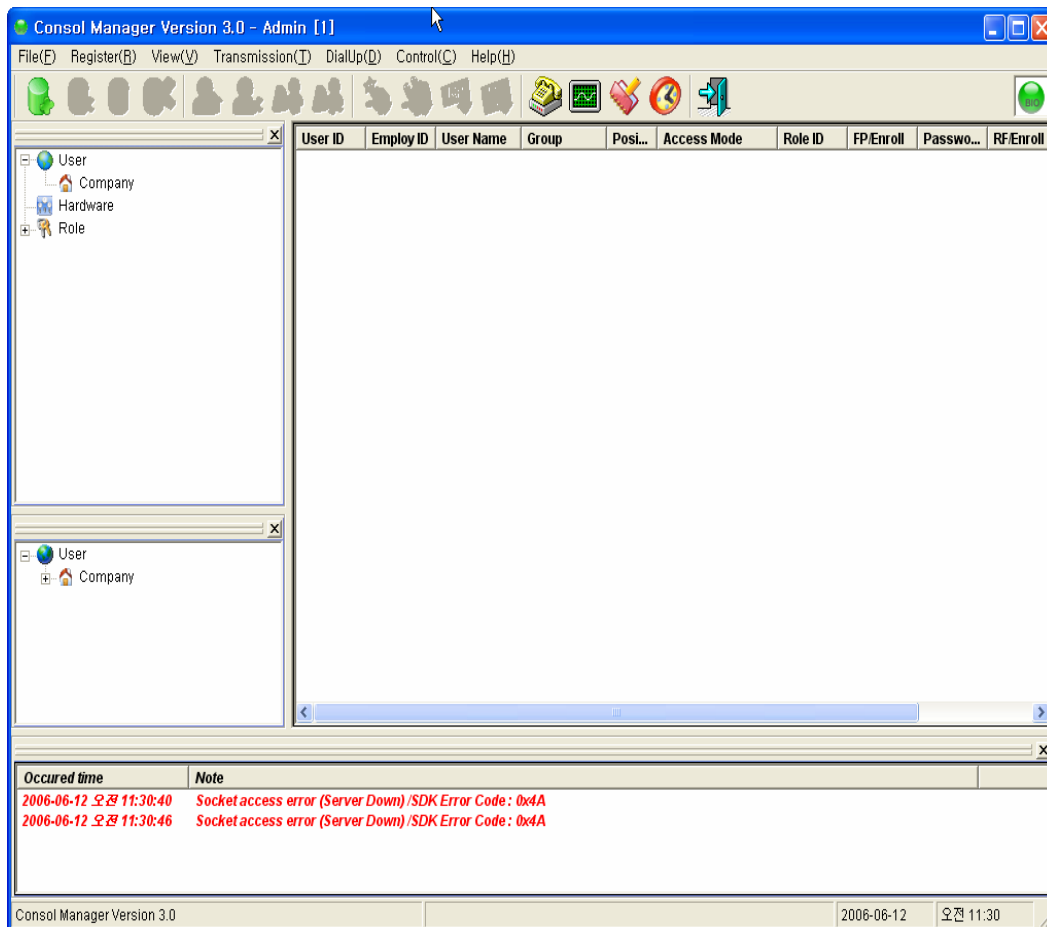 Consol Manager Version 3.0 - Admin [1]
File(F) Register(R) View(V) Transmission(T) DialUp(D) Control(C) Help(H)
BIO
User
Company
Hardware
Role
User ID Employ ID User Name Group Posi... Access Mode Role ID FP/Enroll Passwo... RF/Enroll
User
Company
Occured time Note
2006-06-12 오전 11:30:40 Socket access error (Server Down) /SDK Error Code : 0x4A
2006-06-12 오전 11:30:46 Socket access error (Server Down) /SDK Error Code : 0x4A
Consol Manager Version 3.0 2006-06-12 오전 11:30